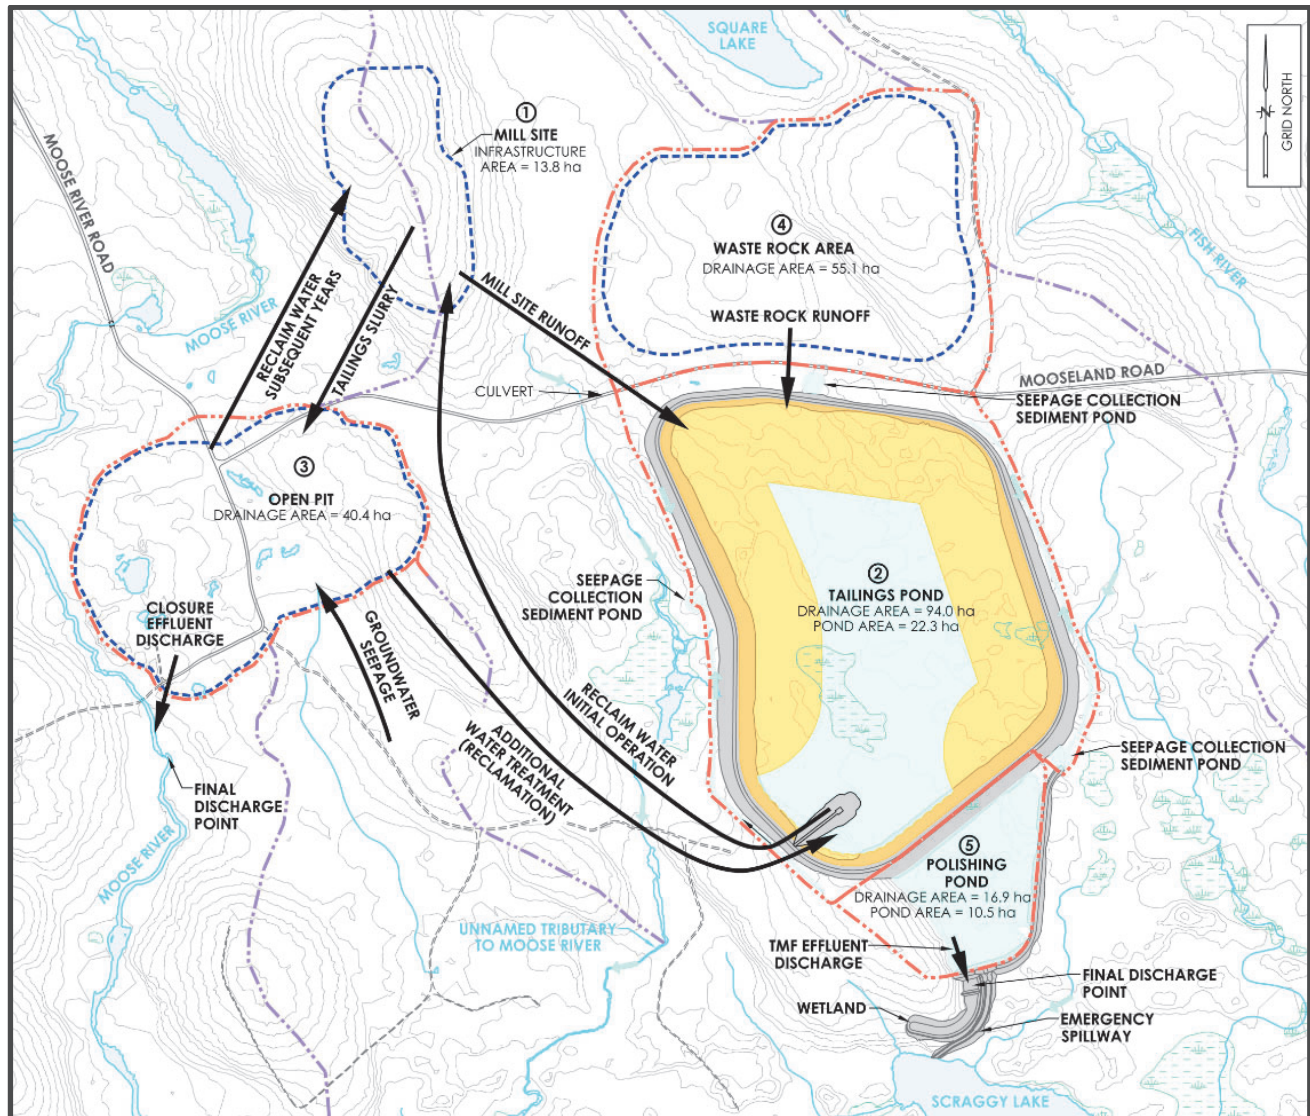 SQUARE
LAKE
GRID NORTH
①
MILL SITE
INFRASTRUCTURE
AREA = 13.8 ha
MOOSE RIVER ROAD
④
WASTE ROCK AREA
DRAINAGE AREA = 55.1 ha
FISH RIVER
MOOSE RIVER
RECLAIM WATER
SUBSEQUENT YEARS
TAILINGS SLURRY
MILL SITE RUNOFF
WASTE ROCK RUNOFF
CULVERT
MOOSELAND ROAD
SEEPAGE COLLECTION
SEDIMENT POND
③
OPEN PIT
DRAINAGE AREA = 40.4 ha
SEEPAGE
COLLECTION
SEDIMENT POND
②
TAILINGS POND
DRAINAGE AREA = 94.0 ha
POND AREA = 22.3 ha
CLOSURE
EFFLUENT
DISCHARGE
GROUNDWATER
SEEPAGE
RECLAIM WATER
INITIAL OPERATION
ADDITIONAL
WATER TREATMENT
(RECLAMATION)
SEEPAGE COLLECTION
SEDIMENT POND
FINAL
DISCHARGE
POINT
MOOSE RIVER
⑤
POLISHING
POND
DRAINAGE AREA = 16.9 ha
POND AREA = 10.5 ha
UNNAMED TRIBUTARY
TO MOOSE RIVER
TMF EFFLUENT
DISCHARGE
FINAL DISCHARGE
POINT
WETLAND
EMERGENCY
SPILLWAY
SCRAGGY LAKE